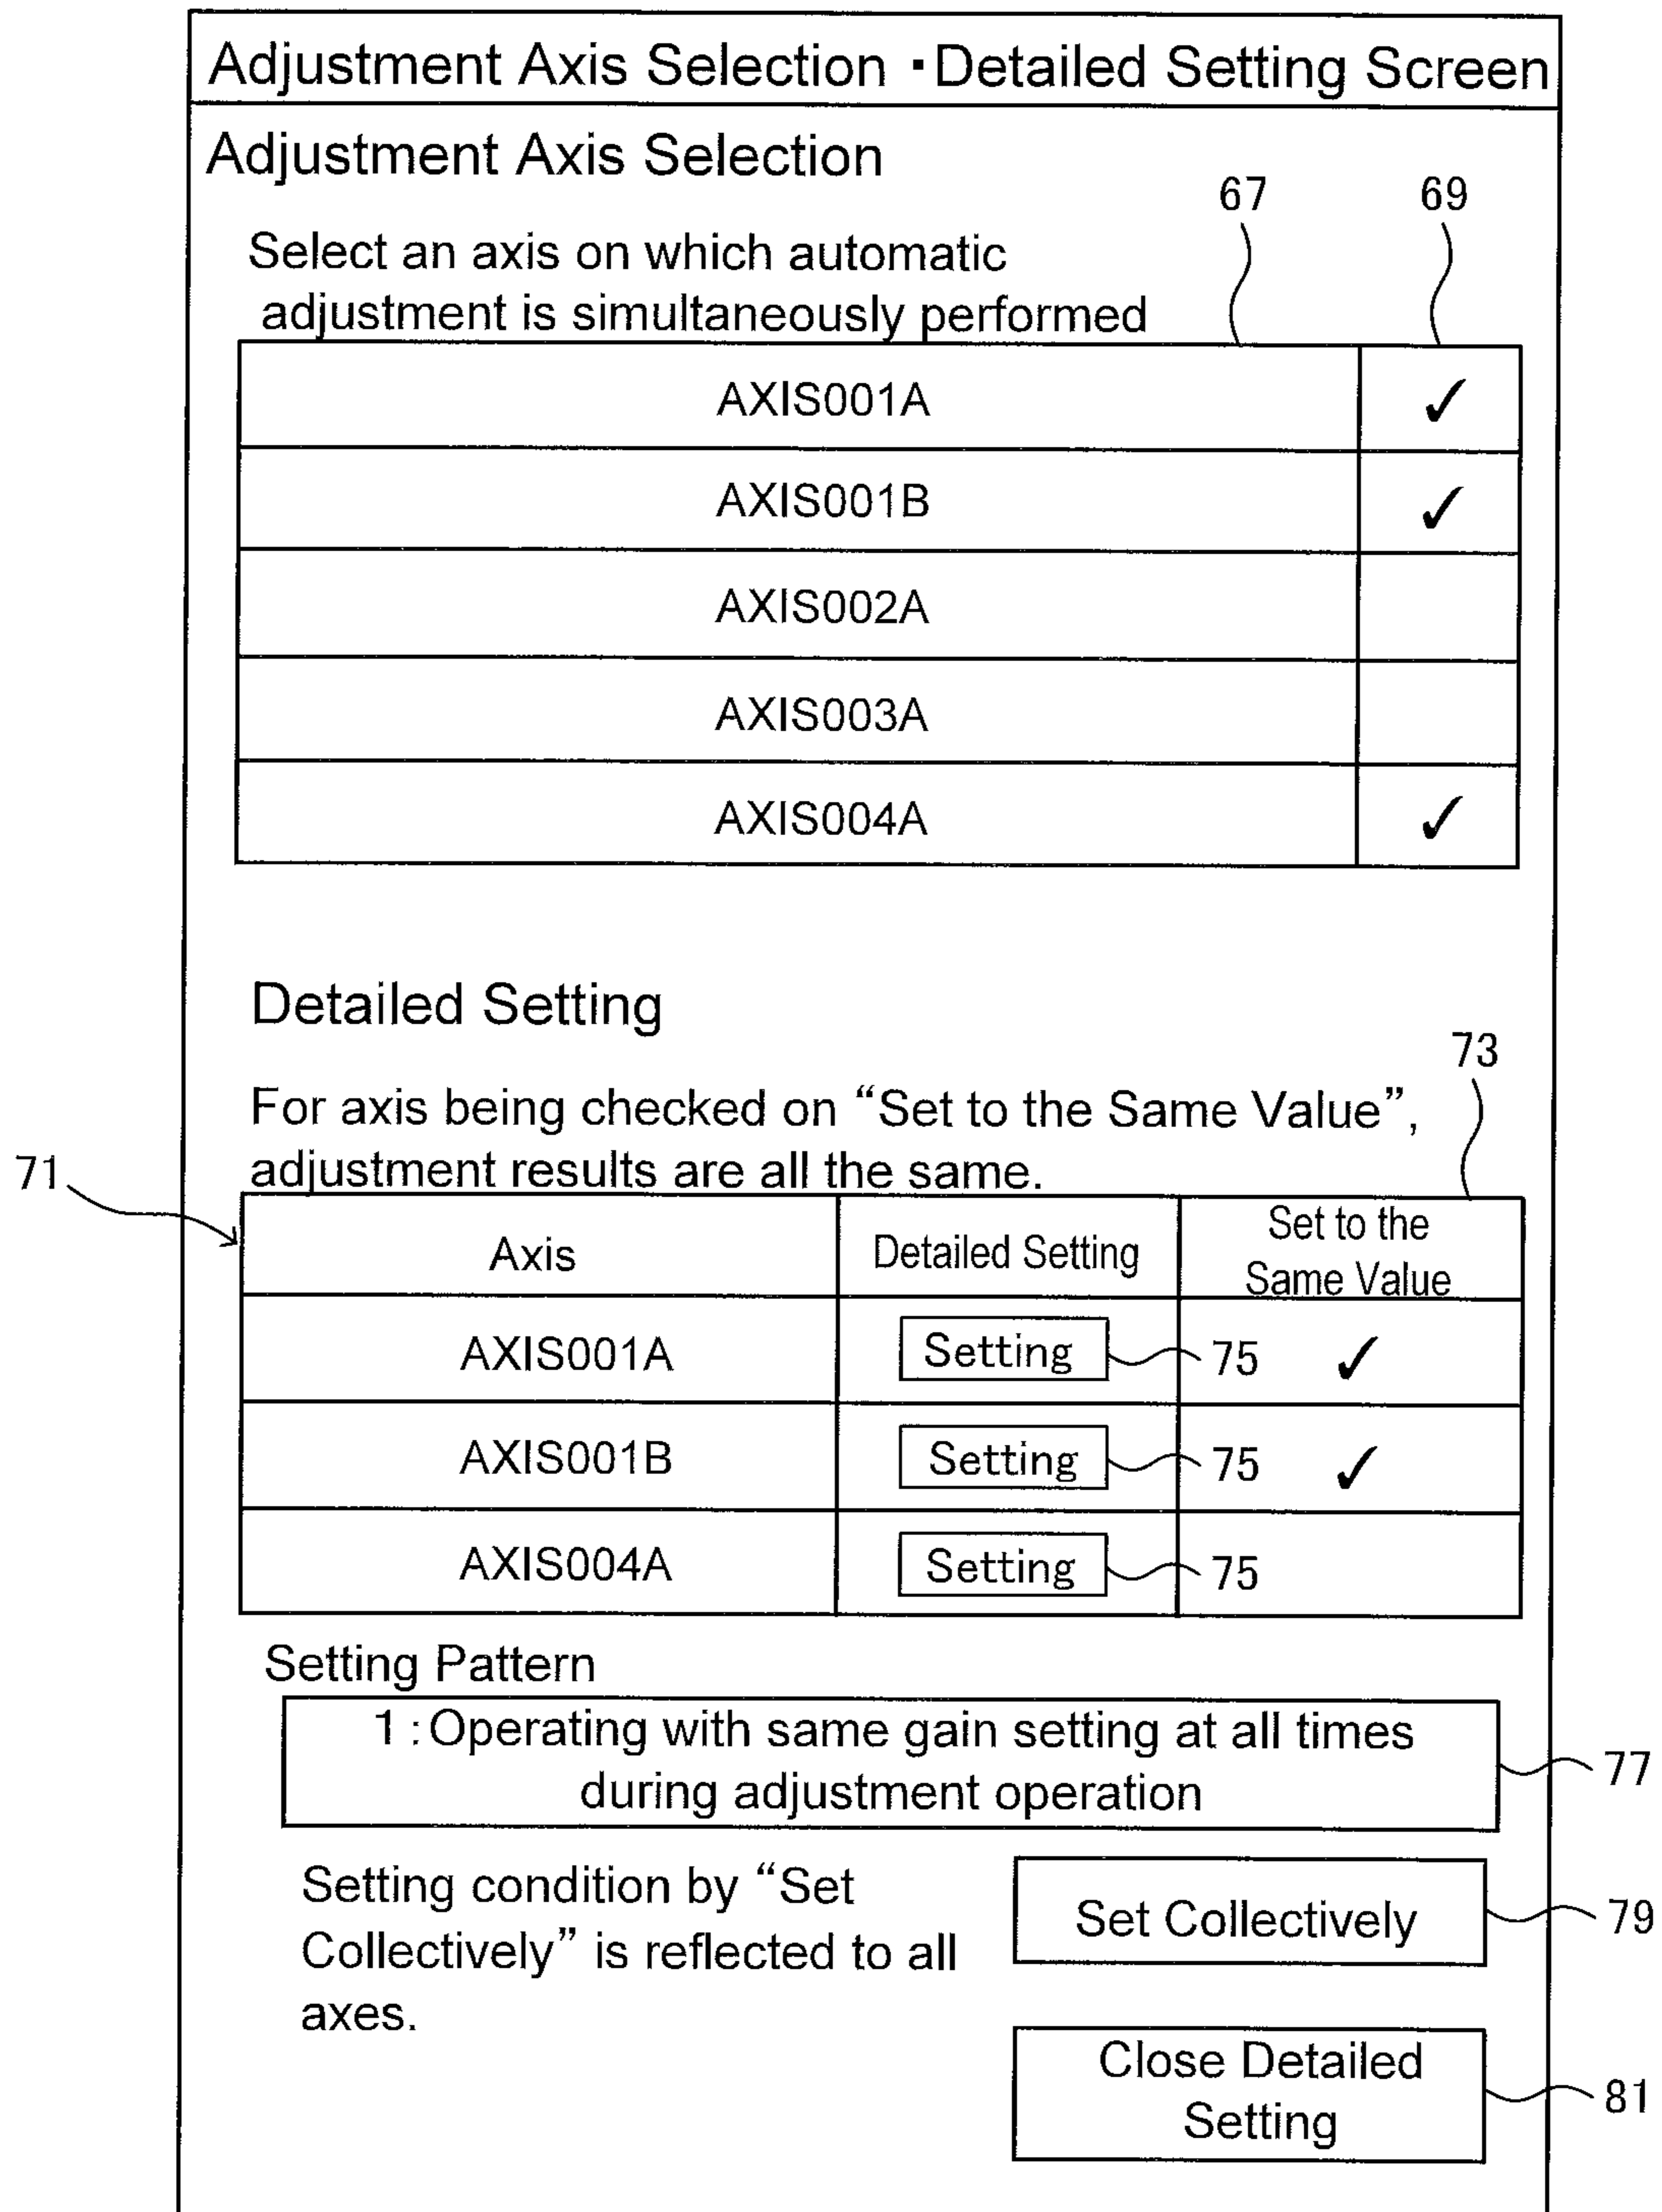 Adjustment Axis Selection ・Detailed Setting Screen
Adjustment Axis Selection
67
69
Select an axis on which automatic
adjustment is simultaneously performed
AXIS001A ✓
AXIS001B ✓
AXIS002A
AXIS003A
AXIS004A ✓
Detailed Setting
73
For axis being checked on “Set to the Same Value”,
adjustment results are all the same.
71
Axis
Detailed Setting
Set to the
Same Value
AXIS001A Setting 75 ✓
AXIS001B Setting 75 ✓
AXIS004A Setting 75
Setting Pattern
1:Operating with same gain setting at all times
during adjustment operation
77
Setting condition by “Set
Collectively” is reflected to all
axes.
Set Collectively
79
Close Detailed
Setting
81